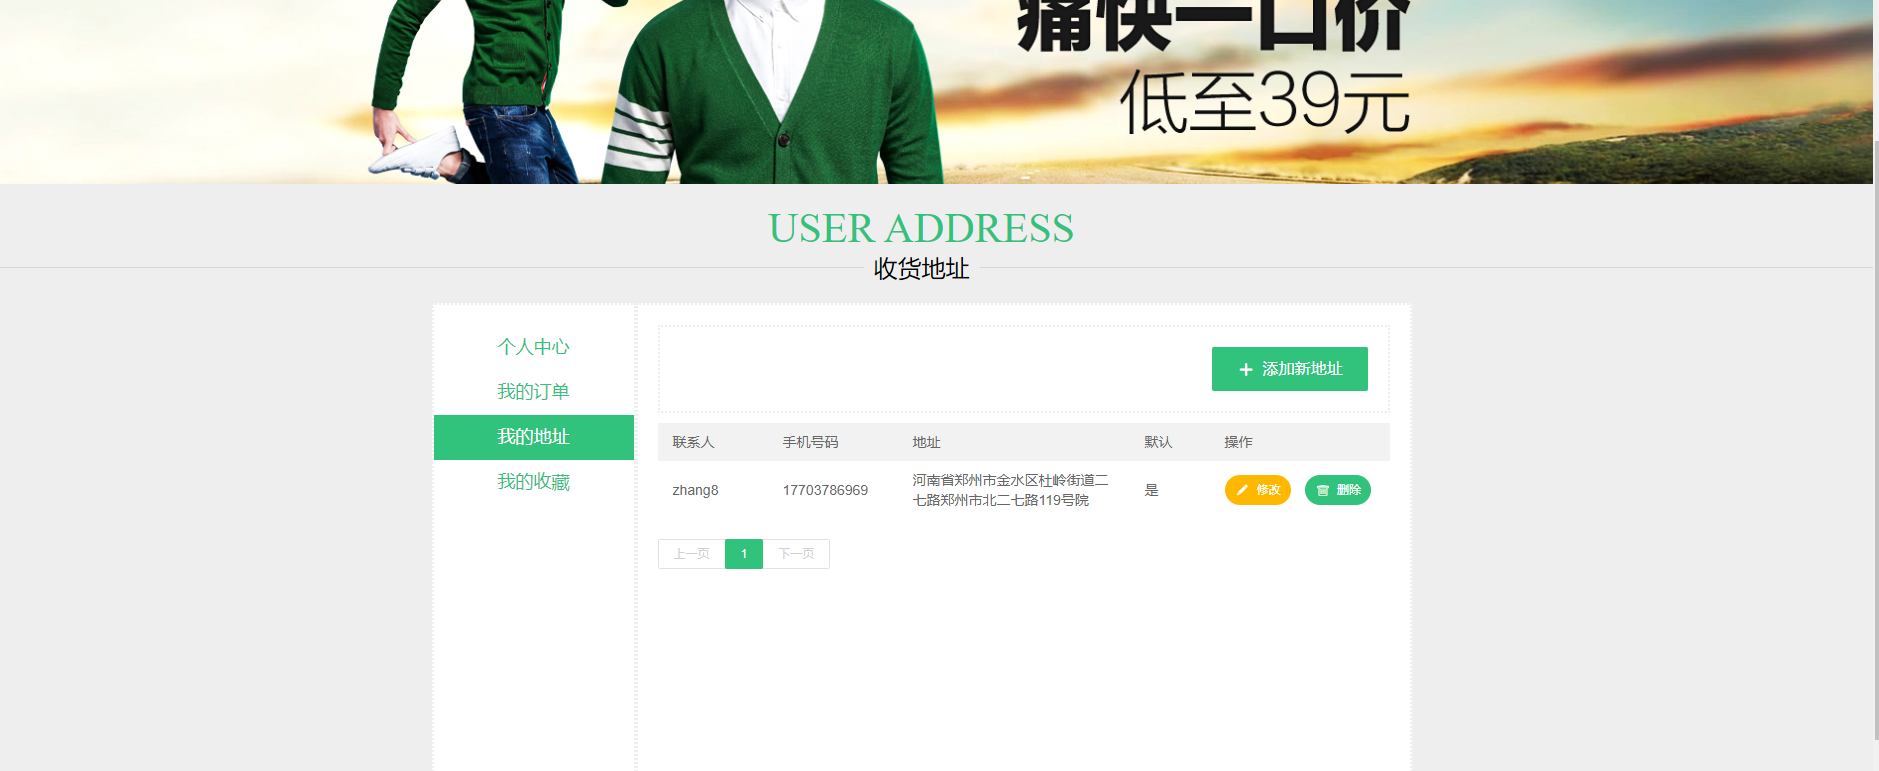 痛快一口价
低至39元
USER ADDRESS
收货地址
个人中心
我的订单
我的地址
我的收藏
添加新地址
联系人 手机号码 地址 默认 操作
zhang8 17703786969 河南省郑州市金水区杜岭街道二 是 修改 删除
七路郑州市北二七路119号院
上一页 1 下一页